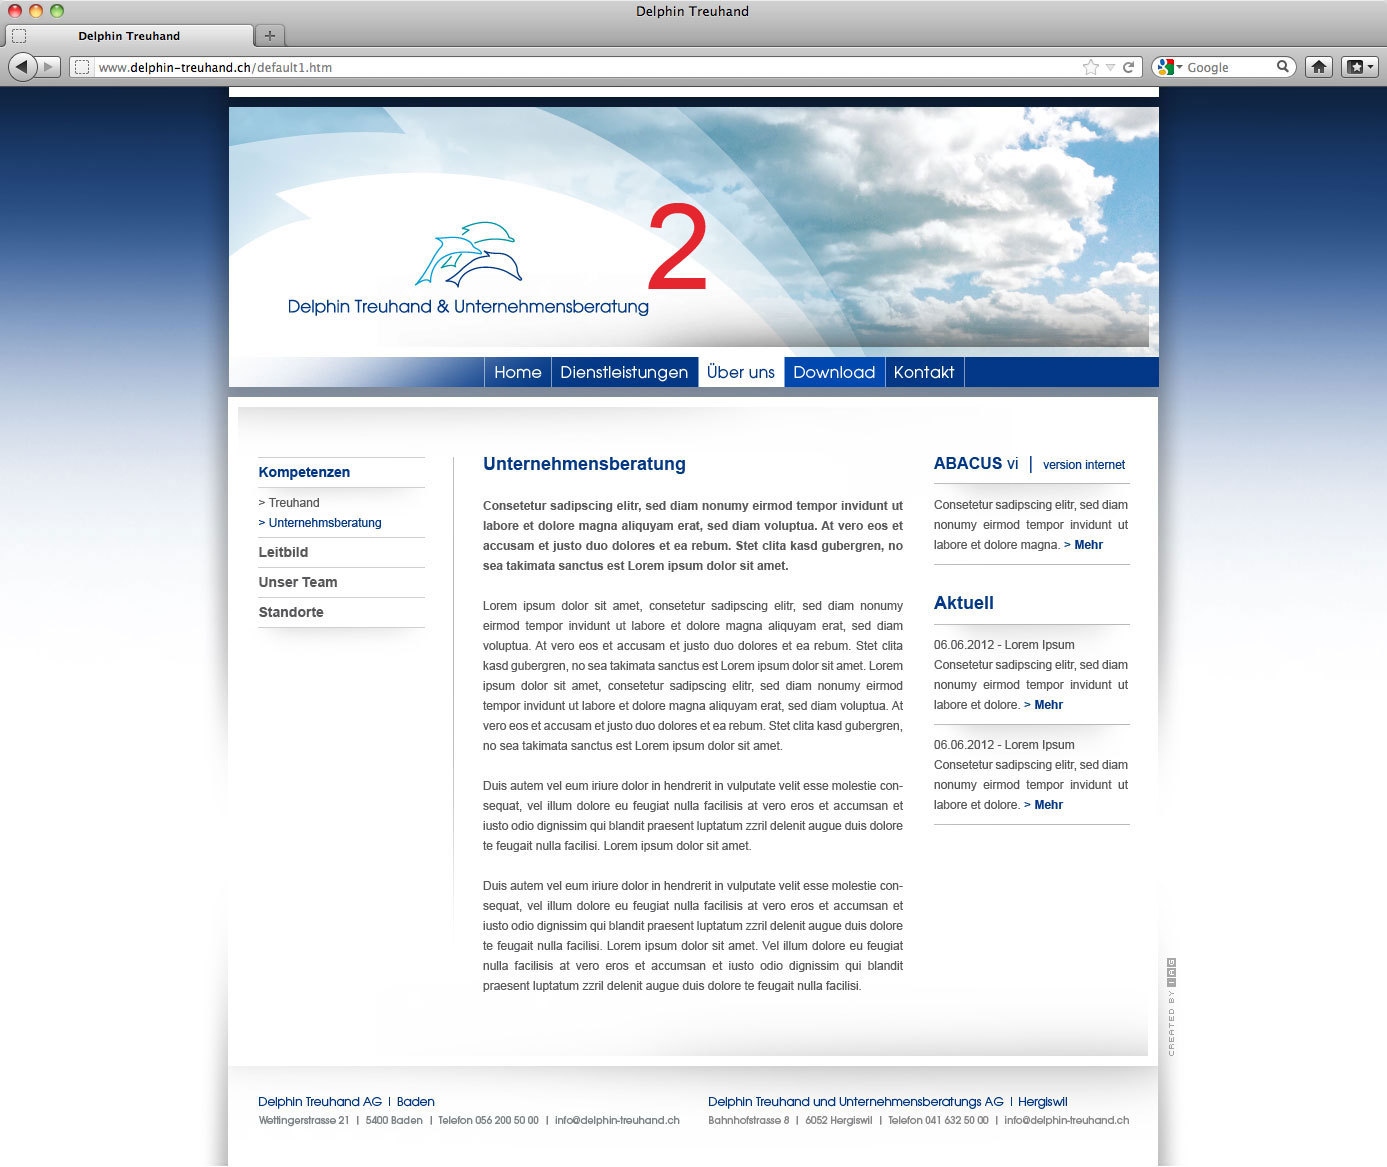 Delphin Treuhand
Delphin Treuhand
www.delphin-treuhand.ch/default1.htm
Google
2
Delphin Treuhand & Unternehmensberatung
Home
Dienstleistungen
Über uns
Download
Kontakt
Kompetenzen
> Treuhand
> Unternehmsberatung
Leitbild
Unser Team
Standorte
Unternehmensberatung
Consetetur sadipscing elitr, sed diam nonumy eirmod tempor invidunt ut
labore et dolore magna aliquyam erat, sed diam voluptua. At vero eos et
accusam et justo duo dolores et ea rebum. Stet clita kasd gubergren, no
sea takimata sanctus est Lorem ipsum dolor sit amet.
Lorem ipsum dolor sit amet, consetetur sadipscing elitr, sed diam nonumy
eirmod tempor invidunt ut labore et dolore magna aliquyam erat, sed diam
voluptua. At vero eos et accusam et justo duo dolores et ea rebum. Stet clita
kasd gubergren, no sea takimata sanctus est Lorem ipsum dolor sit amet. Lorem
ipsum dolor sit amet, consetetur sadipscing elitr, sed diam nonumy eirmod
tempor invidunt ut labore et dolore magna aliquyam erat, sed diam voluptua. At
vero eos et accusam et justo duo dolores et ea rebum. Stet clita kasd gubergren,
no sea takimata sanctus est Lorem ipsum dolor sit amet.
Duis autem vel eum iriure dolor in hendrerit in vulputate velit esse molestie con-
sequat, vel illum dolore eu feugiat nulla facilisis at vero eros et accumsan et
iusto odio dignissim qui blandit praesent luptatum zzril delenit augue duis dolore
te feugait nulla facilisi. Lorem ipsum dolor sit amet.
Duis autem vel eum iriure dolor in hendrerit in vulputate velit esse molestie con-
sequat, vel illum dolore eu feugiat nulla facilisis at vero eros et accumsan et
iusto odio dignissim qui blandit praesent luptatum zzril delenit augue duis dolore
te feugait nulla facilisi. Lorem ipsum dolor sit amet. Vel illum dolore eu feugiat
nulla facilisis at vero eros et accumsan et iusto odio dignissim qui blandit
praesent luptatum zzril delenit augue duis dolore te feugait nulla facilisi.
ABACUS vi | version internet
Consetetur sadipscing elitr, sed diam
nonumy eirmod tempor invidunt ut
labore et dolore magna. > Mehr
Aktuell
06.06.2012 - Lorem Ipsum
Consetetur sadipscing elitr, sed diam
nonumy eirmod tempor invidunt ut
labore et dolore. > Mehr
06.06.2012 - Lorem Ipsum
Consetetur sadipscing elitr, sed diam
nonumy eirmod tempor invidunt ut
labore et dolore. > Mehr
CREATED BY IAG
Delphin Treuhand AG | Baden
Wettingerstrasse 21 | 5400 Baden | Telefon 056 200 50 00 | info@delphin-treuhand.ch
Delphin Treuhand und Unternehmensberatungs AG | Hergiswil
Bahnhofstrasse 8 | 6052 Hergiswil | Telefon 041 632 50 00 | info@delphin-treuhand.ch